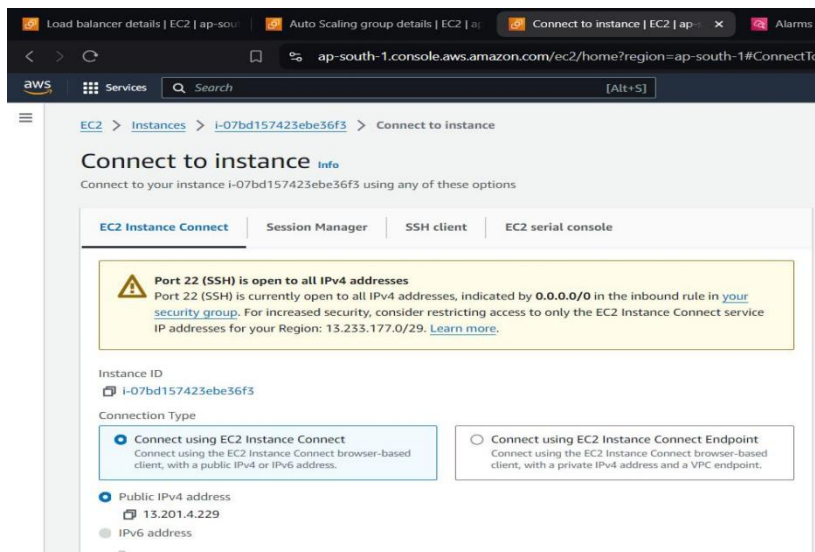 Load balancer details | EC2 | ap-sou
Auto Scaling group details | EC2 | ap
Connect to instance | EC2 | ap-s
Alarms
ap-south-1.console.aws.amazon.com/ec2/home?region=ap-south-1#ConnectTo
aws
Services
Search
[Alt+S]
EC2 > Instances > i-07bd157423ebe36f3 > Connect to instance
Connect to instance Info
Connect to your instance i-07bd157423ebe36f3 using any of these options
EC2 Instance Connect
Session Manager
SSH client
EC2 serial console
Port 22 (SSH) is open to all IPv4 addresses
Port 22 (SSH) is currently open to all IPv4 addresses, indicated by 0.0.0.0/0 in the inbound rule in your
security group. For increased security, consider restricting access to only the EC2 Instance Connect service
IP addresses for your Region: 13.233.177.0/29. Learn more.
Instance ID
i-07bd157423ebe36f3
Connection Type
Connect using EC2 Instance Connect
Connect using the EC2 Instance Connect browser-based
client, with a public IPv4 or IPv6 address.
Connect using EC2 Instance Connect Endpoint
Connect using the EC2 Instance Connect browser-based
client, with a private IPv4 address and a VPC endpoint.
Public IPv4 address
13.201.4.229
IPv6 address